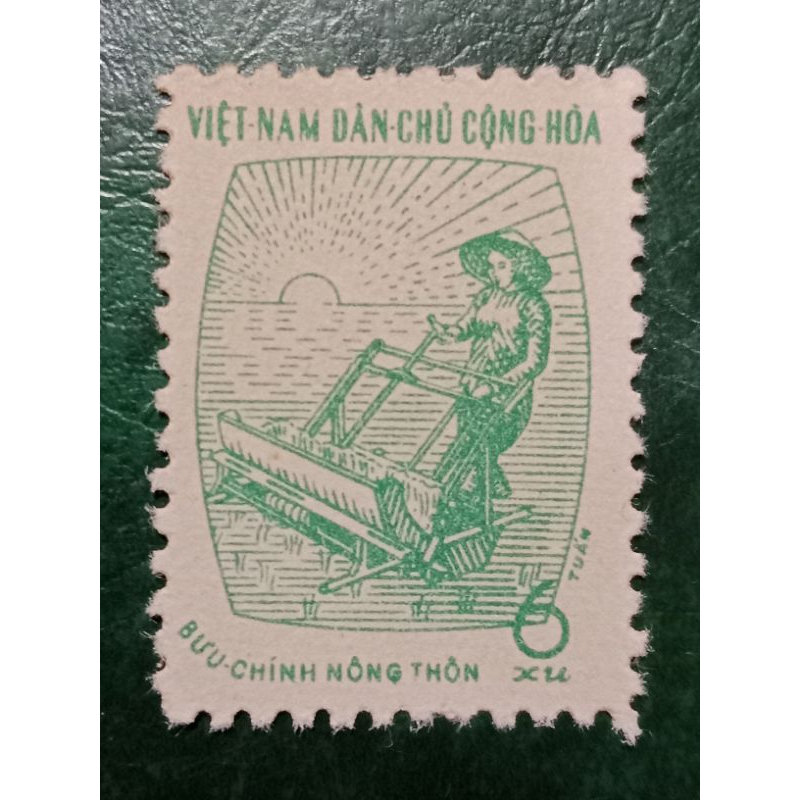 VIỆT-NAM DÂN-CHỦ CỘNG-HÒA
TUẤN
6
BƯU-CHÍNH NÔNG THÔN xu